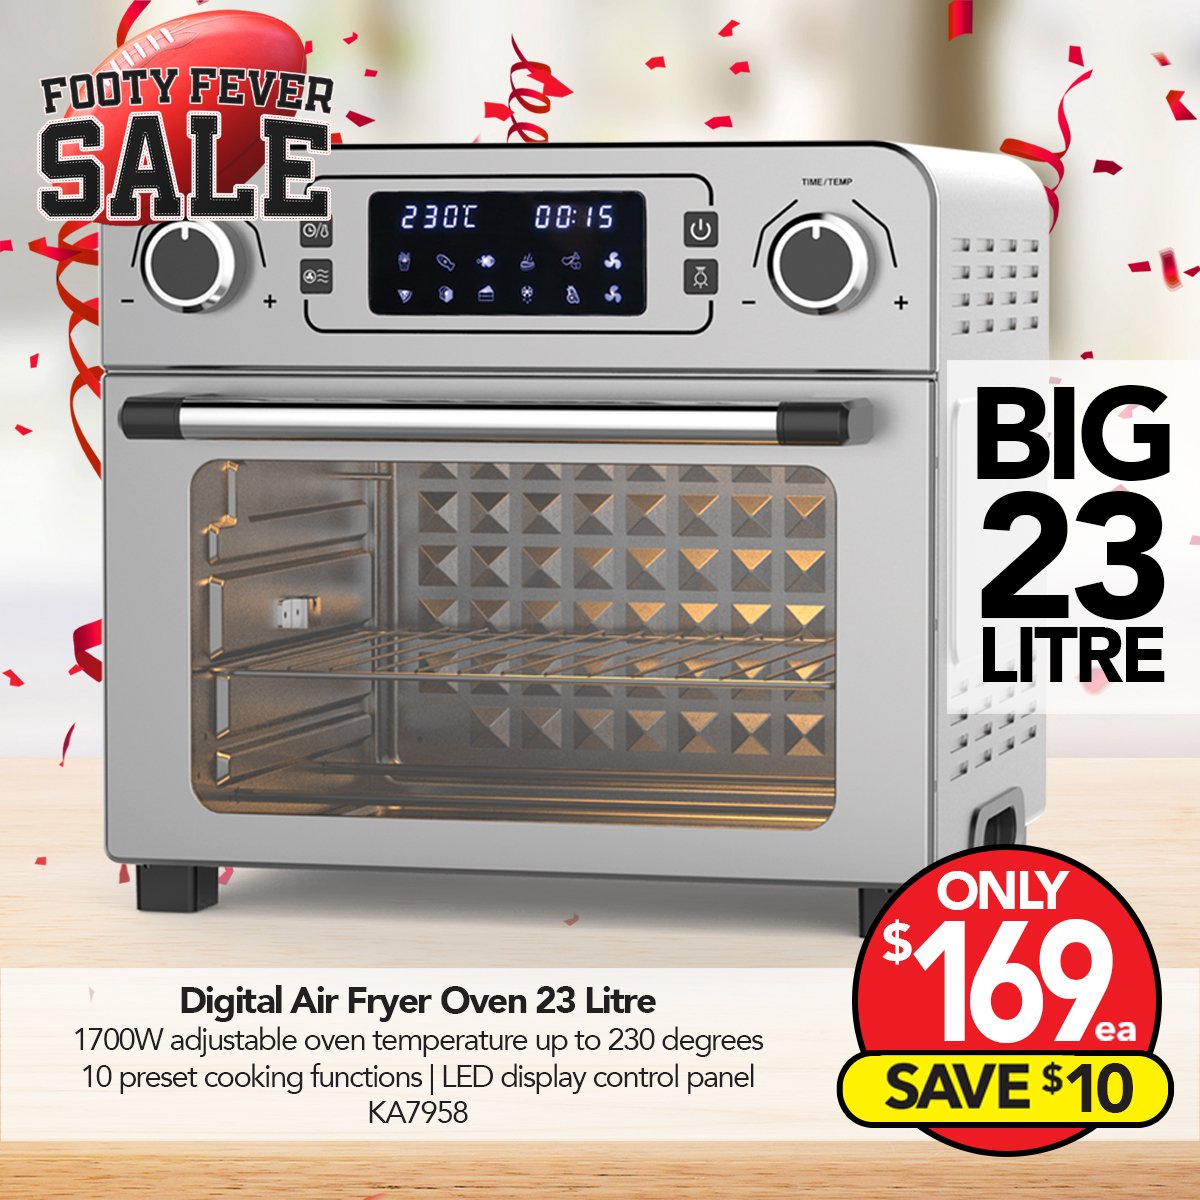 FOOTY FEVER
SALE
TIME/TEMP
230℃ 00:15
- + - +
BIG
23
LITRE
ONLY
$169ea
SAVE $10
Digital Air Fryer Oven 23 Litre
1700W adjustable oven temperature up to 230 degrees
10 preset cooking functions | LED display control panel
KA7958